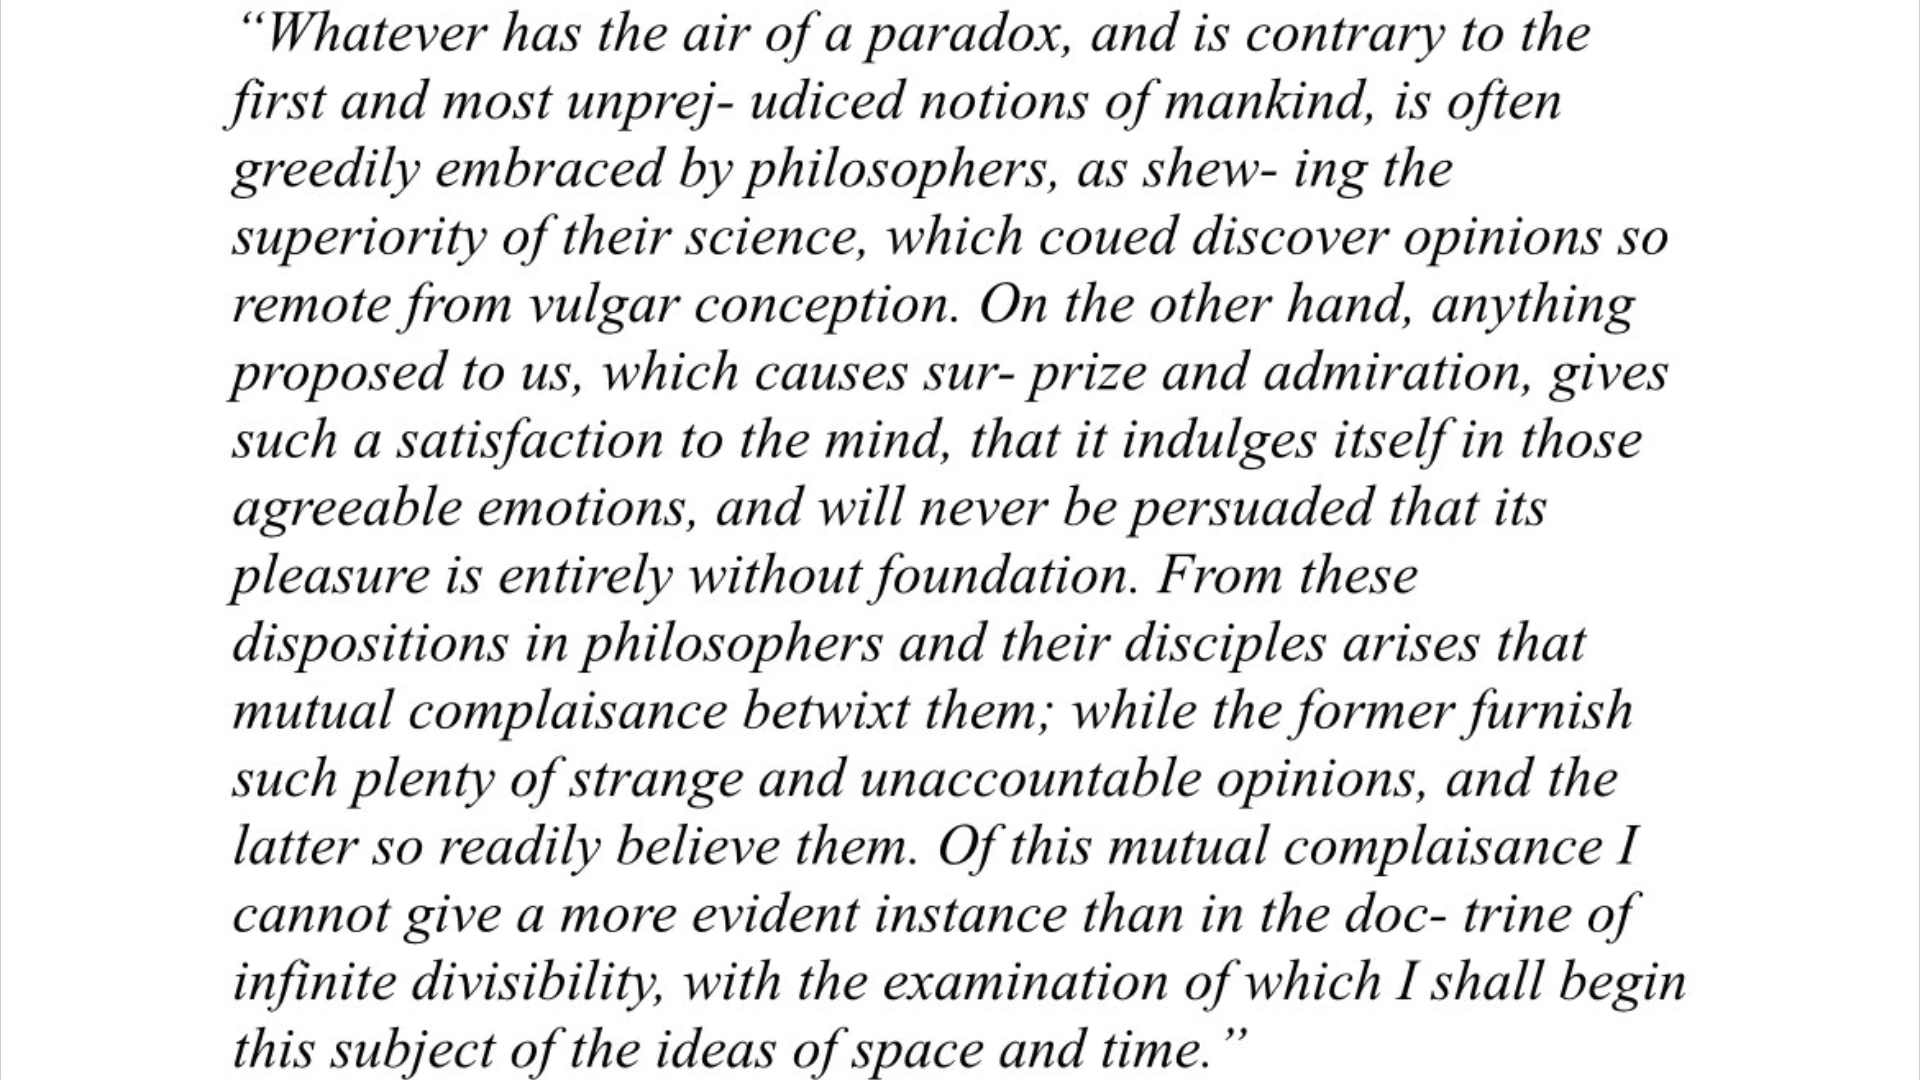 “Whatever has the air of a paradox, and is contrary to the
first and most unprej- udiced notions of mankind, is often
greedily embraced by philosophers, as shew- ing the
superiority of their science, which coued discover opinions so
remote from vulgar conception. On the other hand, anything
proposed to us, which causes sur- prize and admiration, gives
such a satisfaction to the mind, that it indulges itself in those
agreeable emotions, and will never be persuaded that its
pleasure is entirely without foundation. From these
dispositions in philosophers and their disciples arises that
mutual complaisance betwixt them; while the former furnish
such plenty of strange and unaccountable opinions, and the
latter so readily believe them. Of this mutual complaisance I
cannot give a more evident instance than in the doc- trine of
infinite divisibility, with the examination of which I shall begin
this subject of the ideas of space and time.”